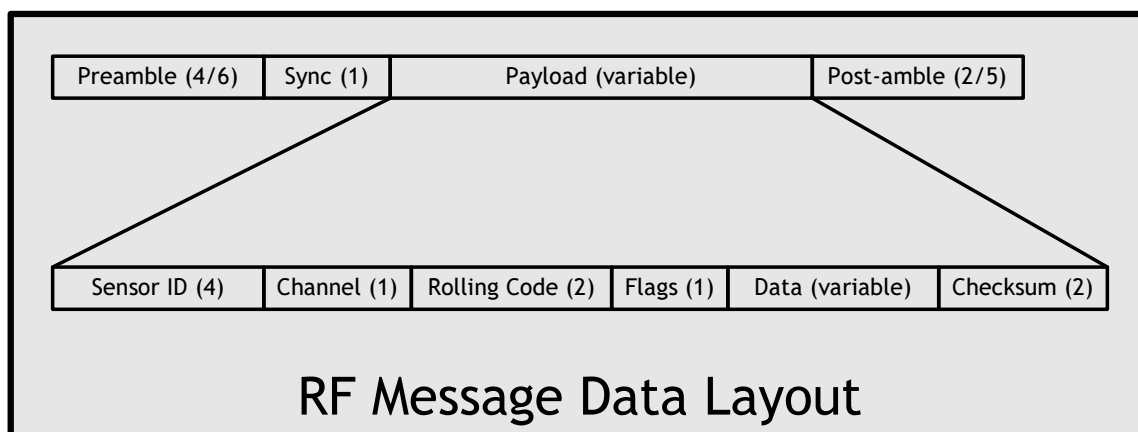 Preamble (4/6) Sync (1) Payload (variable) Post-amble (2/5)
Sensor ID (4) Channel (1) Rolling Code (2) Flags (1) Data (variable) Checksum (2)
RF Message Data Layout